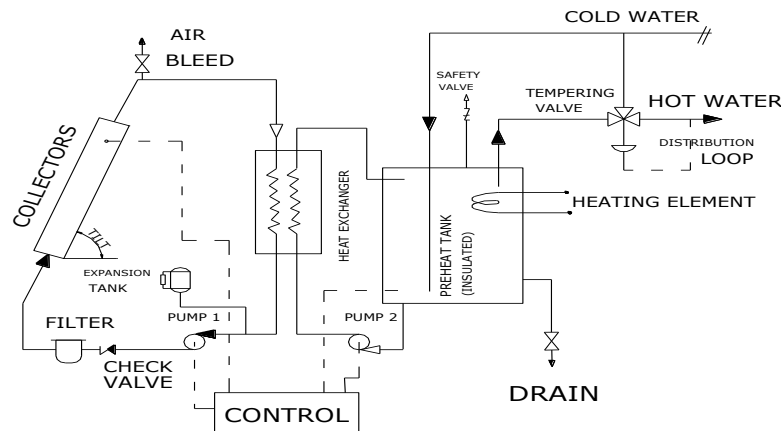 COLD WATER
AIR
BLEED
SAFETY
VALVE
TEMPERING
VALVE
HOT WATER
DISTRIBUTION
LOOP
COLLECTORS
TILT
HEAT EXCHANGER
PREHEAT TANK
(INSULATED)
HEATING ELEMENT
EXPANSION
TANK
FILTER
PUMP 1
PUMP 2
CHECK
VALVE
DRAIN
CONTROL